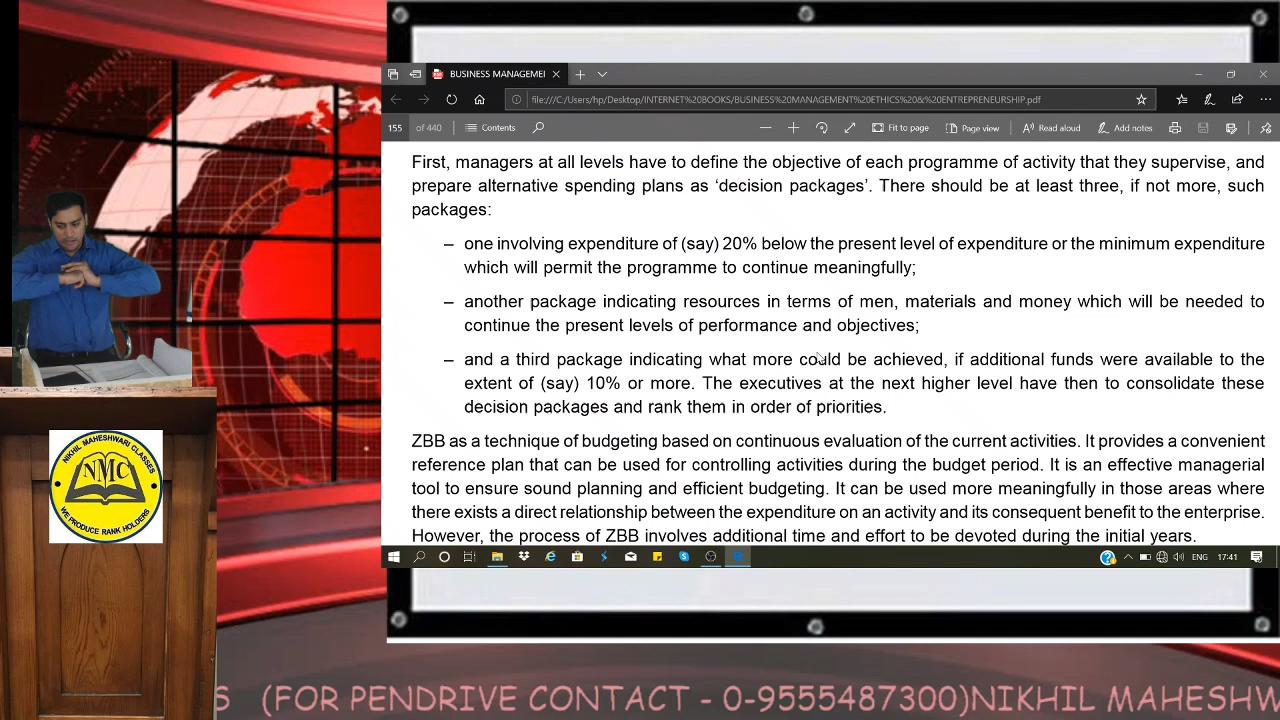 BUSINESS MANAGEMEI
file:///C:/Users/hp/Desktop/INTERNET%20BOOKS/BUSINESS%20MANAGEMENT%20ETHICS%20&%20ENTREPRENEURSHIP.pdf
155 of 440 Contents Fit to page Page view Read aloud Add notes
First, managers at all levels have to define the objective of each programme of activity that they supervise, and
prepare alternative spending plans as ‘decision packages’. There should be at least three, if not more, such
packages:
– one involving expenditure of (say) 20% below the present level of expenditure or the minimum expenditure
which will permit the programme to continue meaningfully;
– another package indicating resources in terms of men, materials and money which will be needed to
continue the present levels of performance and objectives;
– and a third package indicating what more could be achieved, if additional funds were available to the
extent of (say) 10% or more. The executives at the next higher level have then to consolidate these
decision packages and rank them in order of priorities.
ZBB as a technique of budgeting based on continuous evaluation of the current activities. It provides a convenient
reference plan that can be used for controlling activities during the budget period. It is an effective managerial
tool to ensure sound planning and efficient budgeting. It can be used more meaningfully in those areas where
there exists a direct relationship between the expenditure on an activity and its consequent benefit to the enterprise.
However, the process of ZBB involves additional time and effort to be devoted during the initial years.
ENG 17:41
NIKHIL MAHESHWARI CLASSES
NMC
WE PRODUCE RANK HOLDERS
S (FOR PENDRIVE CONTACT - 0-9555487300)NIKHIL MAHESHW